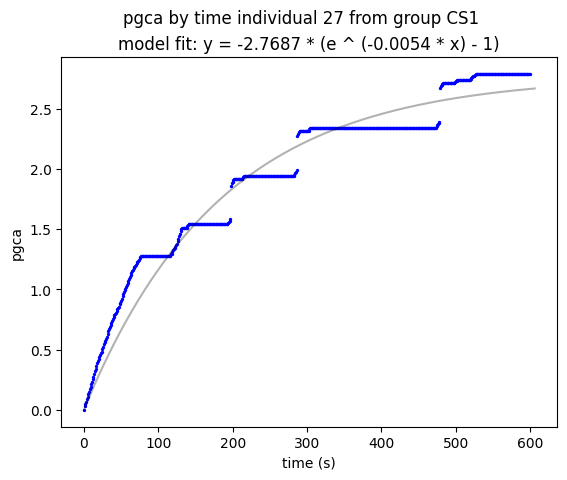 pgca by time individual 27 from group CS1
model fit: y = -2.7687 * (e ^ (-0.0054 * x) - 1)
2.5
2.0
1.5
1.0
0.5
0.0
pgca
0 100 200 300 400 500 600
time (s)